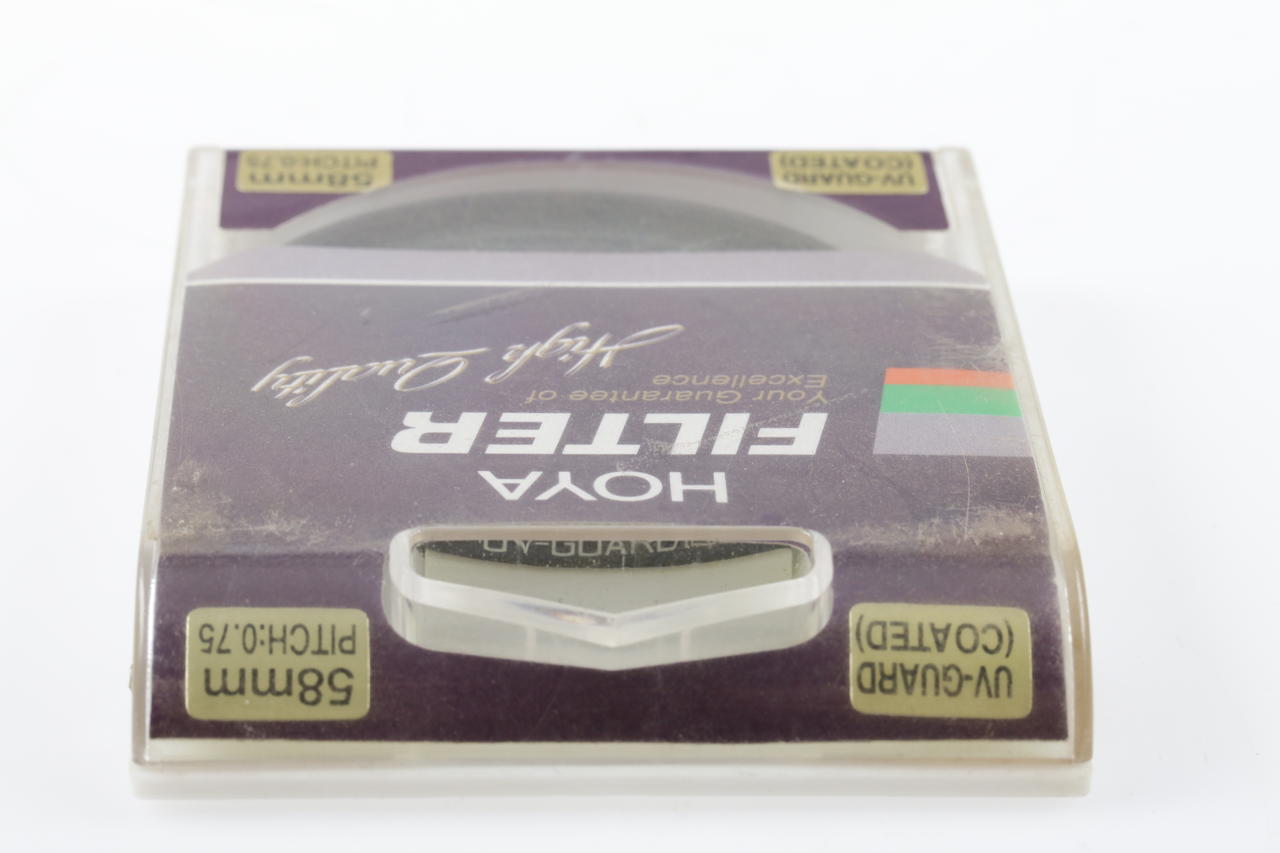 HOYA
FILTER
Your Guarantee of
Excellence
High Quality
UV-GUARD
(COATED)
58mm
PITCH:0.75
UV-GUARD
UV-GUARD
(COATED)
58mm
PITCH:0.75